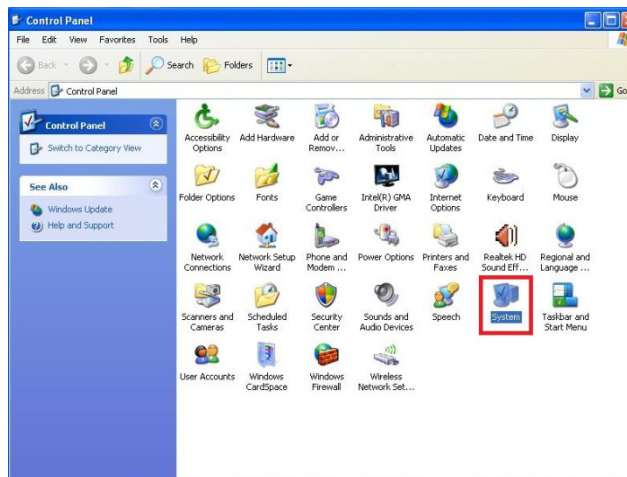 Control Panel
File Edit View Favorites Tools Help
Back Search Folders
Address Control Panel Go
Control Panel
Switch to Category View
See Also
Windows Update
Help and Support
Accessibility Options
Add Hardware
Add or Remov...
Administrative Tools
Automatic Updates
Date and Time
Display
Folder Options
Fonts
Game Controllers
Intel(R) GMA Driver
Internet Options
Keyboard
Mouse
Network Connections
Network Setup Wizard
Phone and Modem ...
Power Options
Printers and Faxes
Realtek HD Sound Eff...
Regional and Language ...
Scanners and Cameras
Scheduled Tasks
Security Center
Sounds and Audio Devices
Speech
System
Taskbar and Start Menu
User Accounts
Windows CardSpace
Windows Firewall
Wireless Network Set...